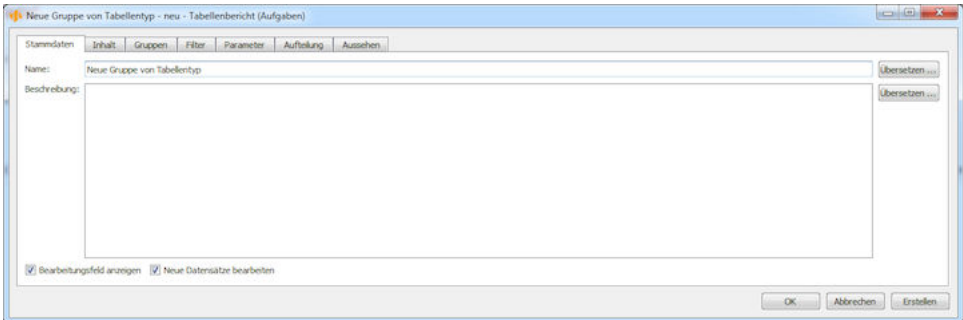 Neue Gruppe von Tabellentyp - neu - Tabellenbericht (Aufgaben)
Stammdaten Inhalt Gruppen Filter Parameter Aufteilung Aussehen
Name: Neue Gruppe von Tabellentyp Übersetzen ...
Beschreibung: Übersetzen ...
Bearbeitungsfeld anzeigen Neue Datensätze bearbeiten
OK Abbrechen Erstellen